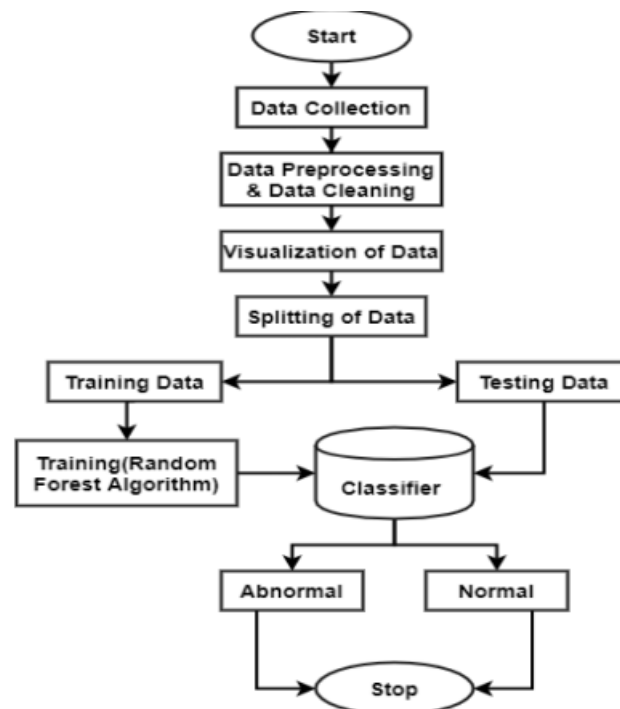 Start
Data Collection
Data Preprocessing
& Data Cleaning
Visualization of Data
Splitting of Data
Training Data
Testing Data
Training(Random
Forest Algorithm)
Classifier
Abnormal
Normal
Stop